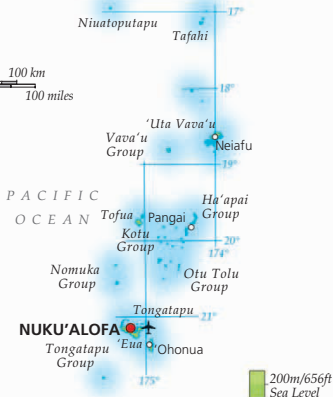 17°
Niuatoputapu
Tafahi
100 km
100 miles
18°
'Uta Vava'u
Vava'u
Group
Neiafu
19°
PACIFIC
OCEAN
Ha'apai
Group
Tofua
Pangai
Kotu
Group
20°
174°
Nomuka
Group
Otu Tolu
Group
Tongatapu
21°
NUKU'ALOFA
'Eua
'Ohonua
Tongatapu
Group
175°
200m/656ft
Sea Level